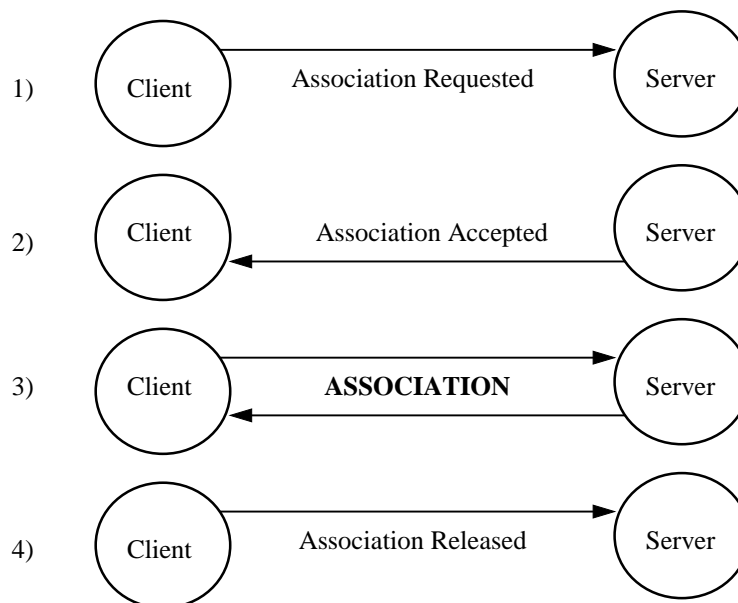 1) Client Association Requested Server
2) Client Association Accepted Server
3) Client ASSOCIATION Server
4) Client Association Released Server